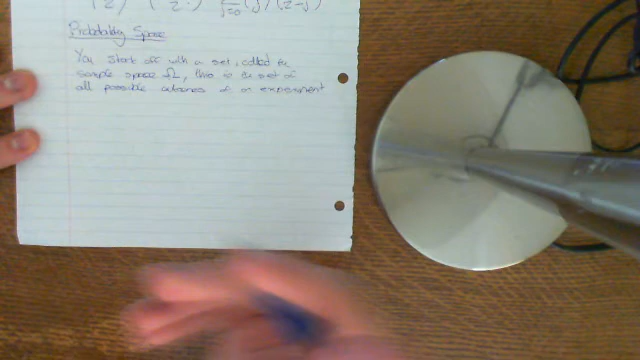 Probability Space
You start off with a set, called the
sample space Ω, this is the set of
all possible outcomes of an experiment